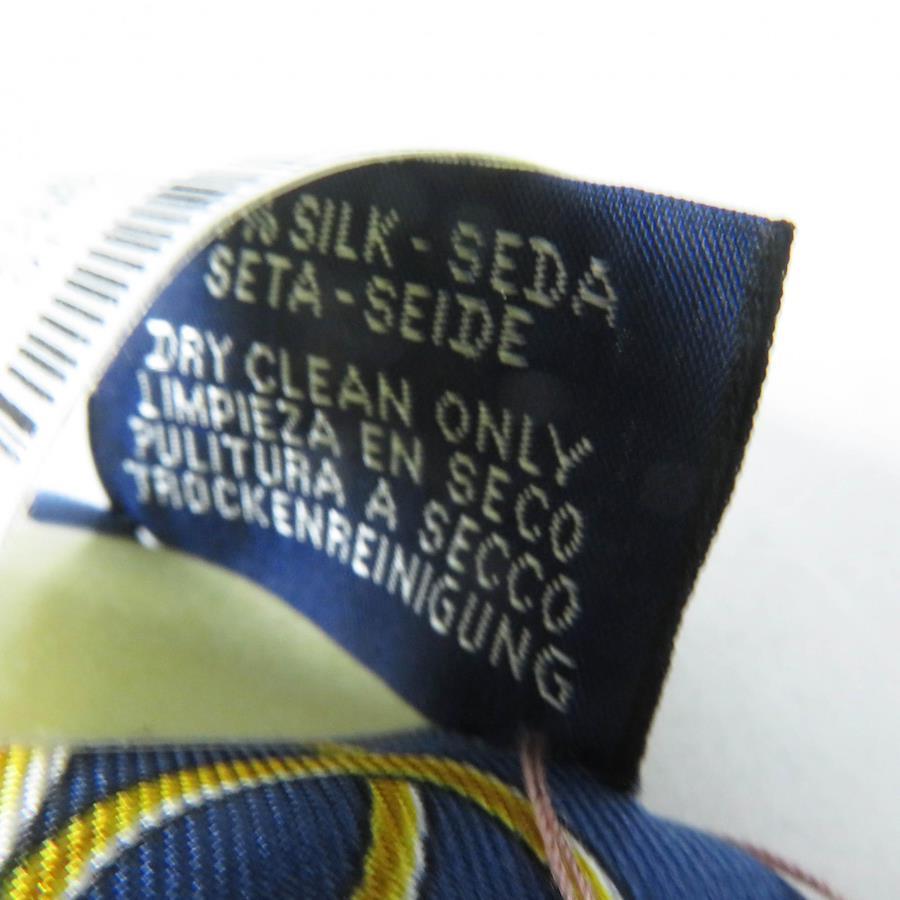 % SILK - SEDA
SETA - SEIDE
DRY CLEAN ONLY
LIMPIEZA EN SECO
PULITURA A SECCO
TROCKENREINIGUNG